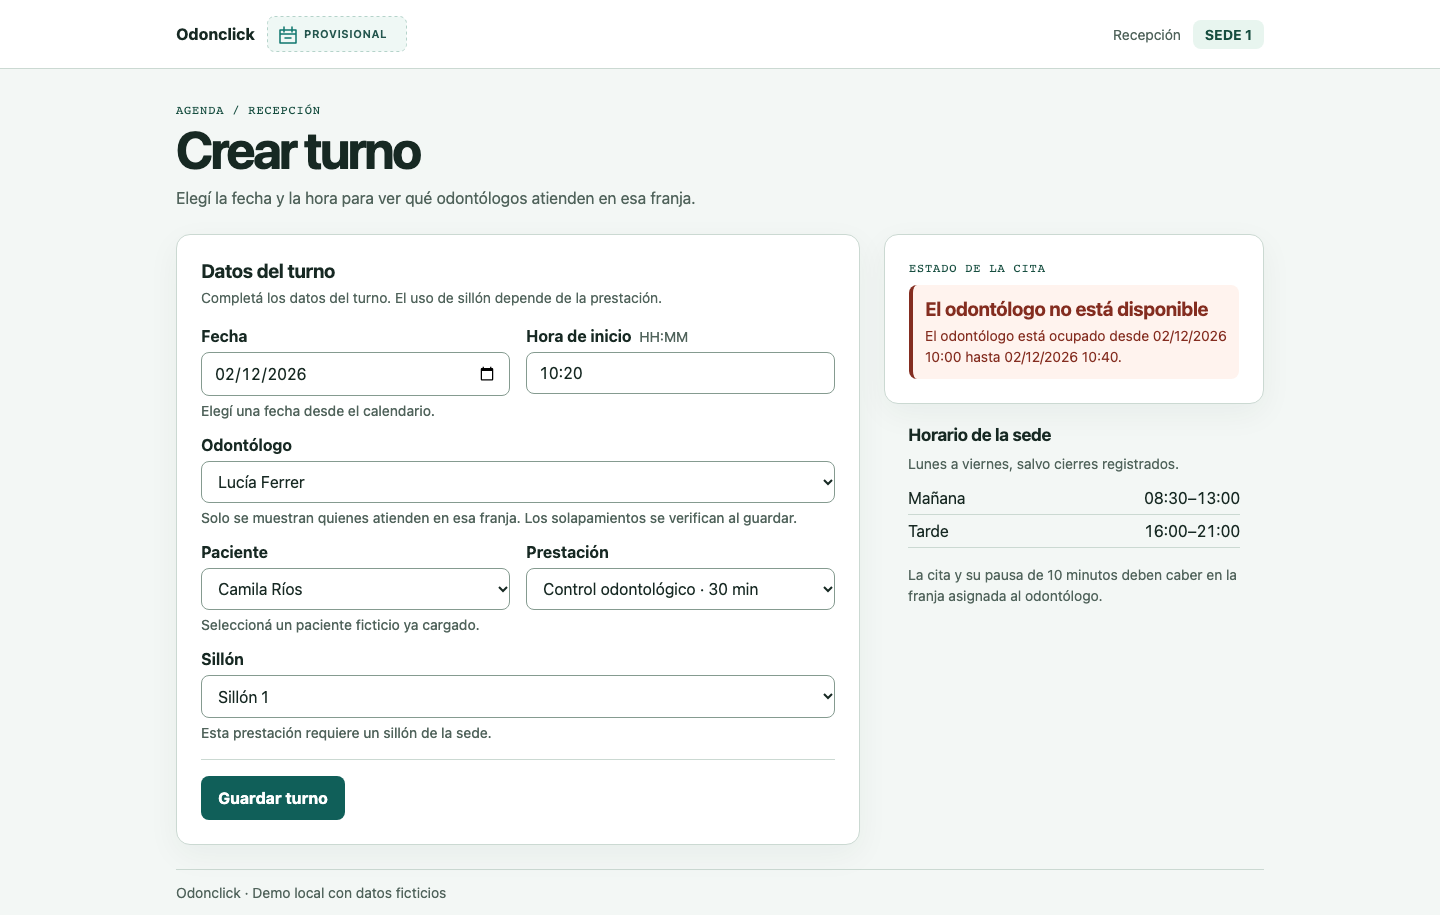 Odonclick
PROVISIONAL
Recepción
SEDE 1
AGENDA / RECEPCIÓN
Crear turno
Elegí la fecha y la hora para ver qué odontólogos atienden en esa franja.
Datos del turno
Completá los datos del turno. El uso de sillón depende de la prestación.
Fecha
Hora de inicio HH:MM
02/12/2026
10:20
Elegí una fecha desde el calendario.
Odontólogo
Lucía Ferrer
Solo se muestran quienes atienden en esa franja. Los solapamientos se verifican al guardar.
Paciente
Prestación
Camila Ríos
Control odontológico · 30 min
Seleccioná un paciente ficticio ya cargado.
Sillón
Sillón 1
Esta prestación requiere un sillón de la sede.
Guardar turno
ESTADO DE LA CITA
El odontólogo no está disponible
El odontólogo está ocupado desde 02/12/2026
10:00 hasta 02/12/2026 10:40.
Horario de la sede
Lunes a viernes, salvo cierres registrados.
Mañana 08:30–13:00
Tarde 16:00–21:00
La cita y su pausa de 10 minutos deben caber en la
franja asignada al odontólogo.
Odonclick · Demo local con datos ficticios